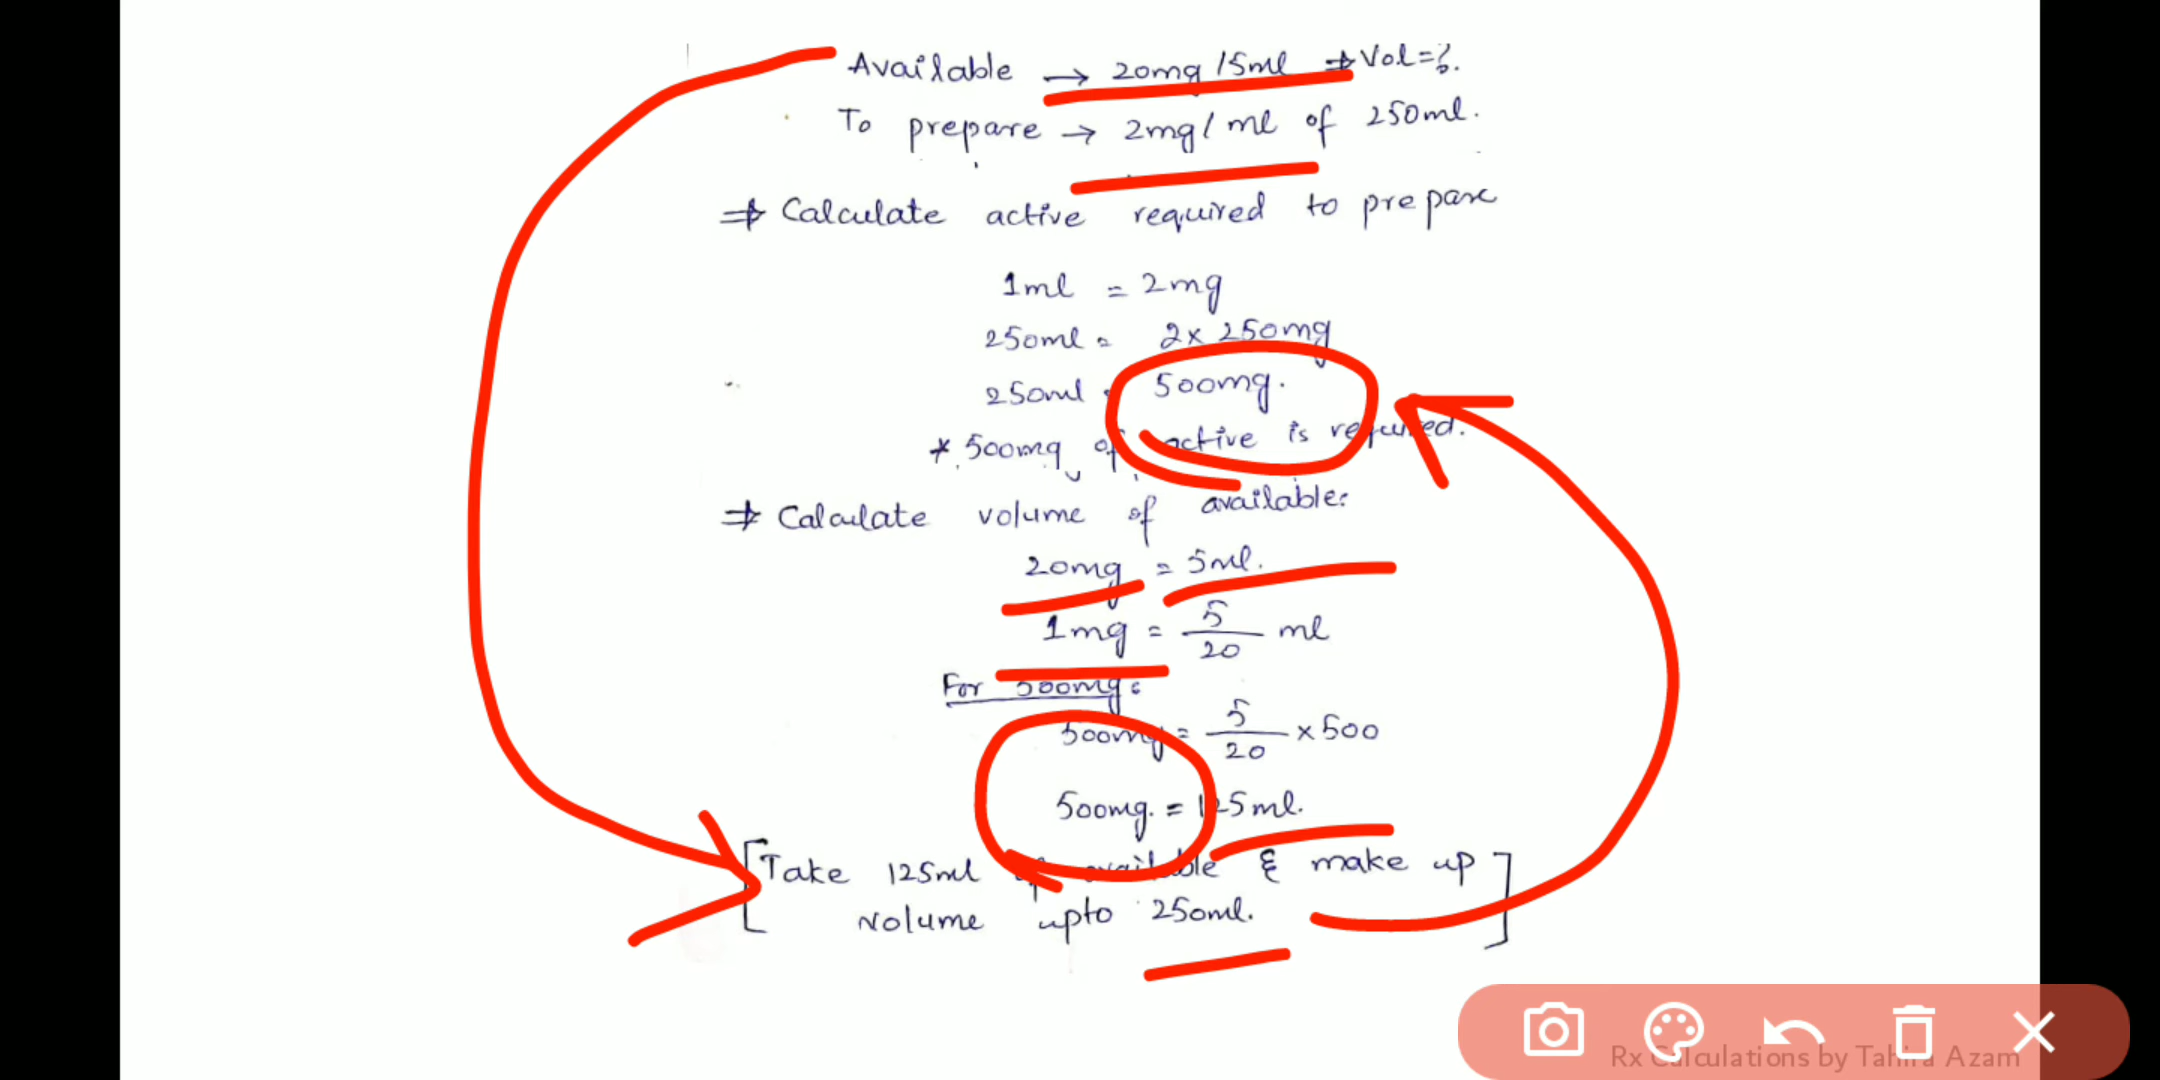 Available → 20mg/5ml ⇒ Vol=?.
To prepare → 2mg/ml of 250ml.
⇒ Calculate active required to prepare
1ml = 2mg
250ml = 2x 250mg
250ml = 500mg.
* 500mg of active is required.
⇒ Calculate volume of available:
20mg = 5ml.
1mg = 5/20 ml
For 500mg:
500mg = 5/20 x 500
500mg. = 125ml.
[Take 125ml of available & make up
volume upto 250ml.]
Rx Calculations by Tahira Azam